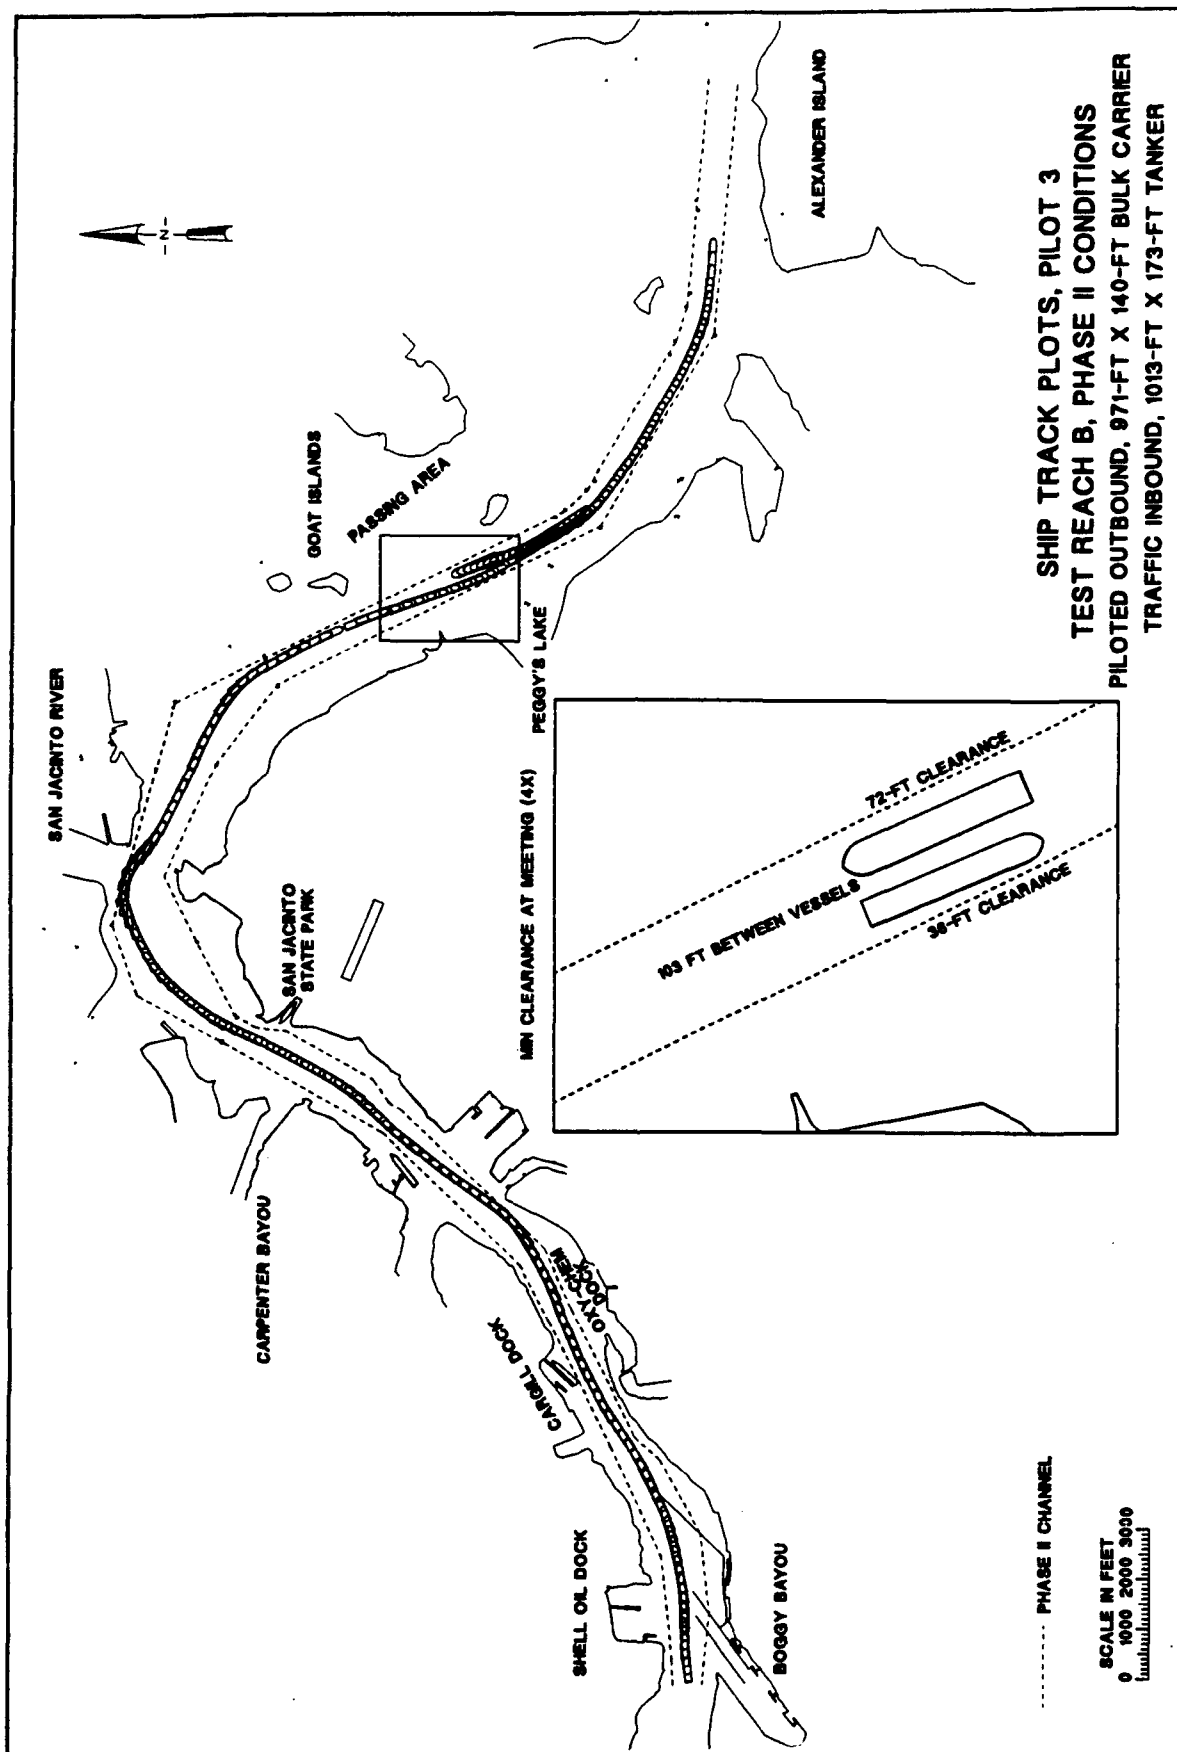 SHIP TRACK PLOTS, PILOT 3
TEST REACH B, PHASE II CONDITIONS
PILOTED OUTBOUND, 971-FT X 140-FT BULK CARRIER
TRAFFIC INBOUND, 1013-FT X 173-FT TANKER
N
ALEXANDER ISLAND
GOAT ISLANDS
PASSING AREA
SAN JACINTO RIVER
PEGGY'S LAKE
SAN JACINTO
STATE PARK
CARPENTER BAYOU
CARGILL DOCK
OXY-CHEM
DOCK
SHELL OIL DOCK
BOGGY BAYOU
MIN CLEARANCE AT MEETING (4X)
72-FT CLEARANCE
103 FT BETWEEN VESSELS
36-FT CLEARANCE
PHASE II CHANNEL
SCALE IN FEET
0 1000 2000 3000